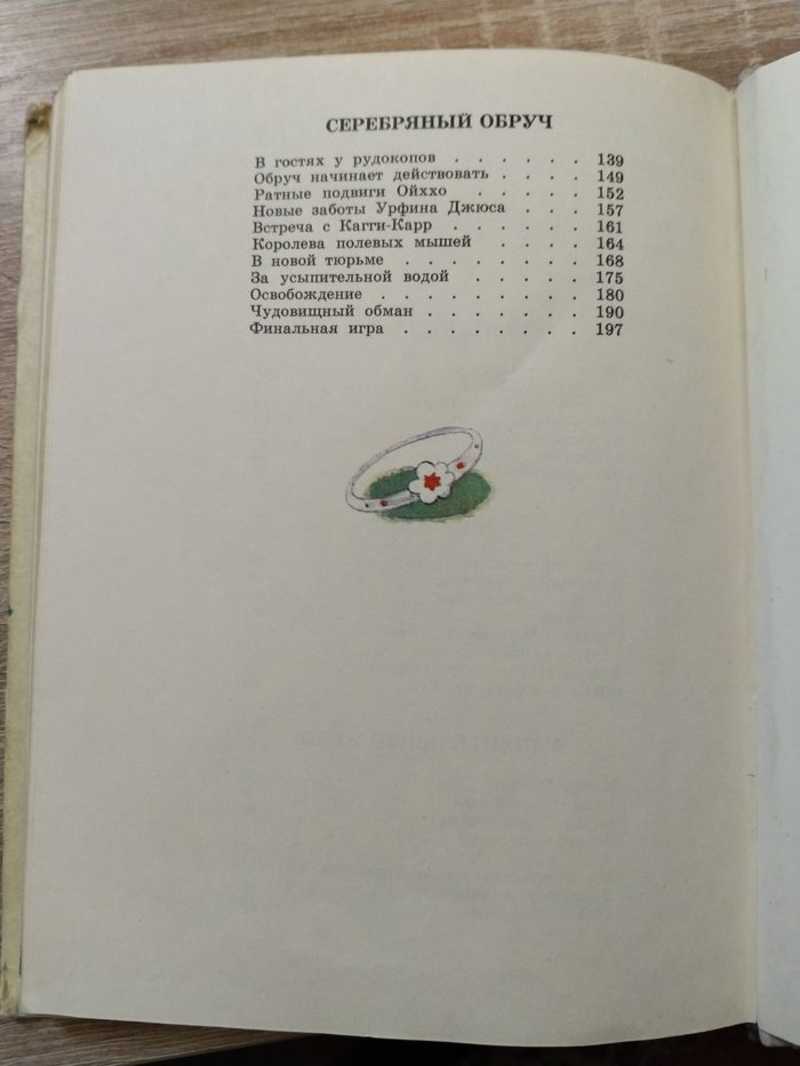 СЕРЕБРЯНЫЙ ОБРУЧ
В гостях у рудокопов . . . . . . 139
Обруч начинает действовать . . . . 149
Ратные подвиги Ойххо . . . . . 152
Новые заботы Урфина Джюса . . . 157
Встреча с Кагги-Карр . . . . . . 161
Королева полевых мышей . . . . 164
В новой тюрьме . . . . . . . . 168
За усыпительной водой . . . . . 175
Освобождение . . . . . . . . . 180
Чудовищный обман . . . . . . . 190
Финальная игра . . . . . . . . 197